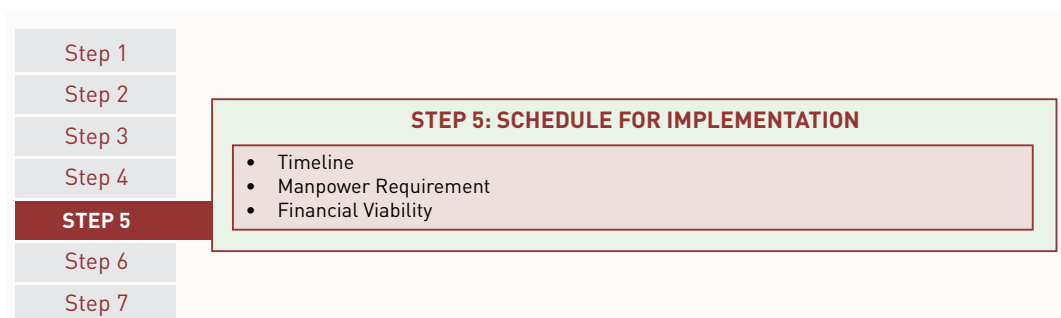 Step 1
Step 2
Step 3
Step 4
STEP 5
Step 6
Step 7
STEP 5: SCHEDULE FOR IMPLEMENTATION
• Timeline
• Manpower Requirement
• Financial Viability